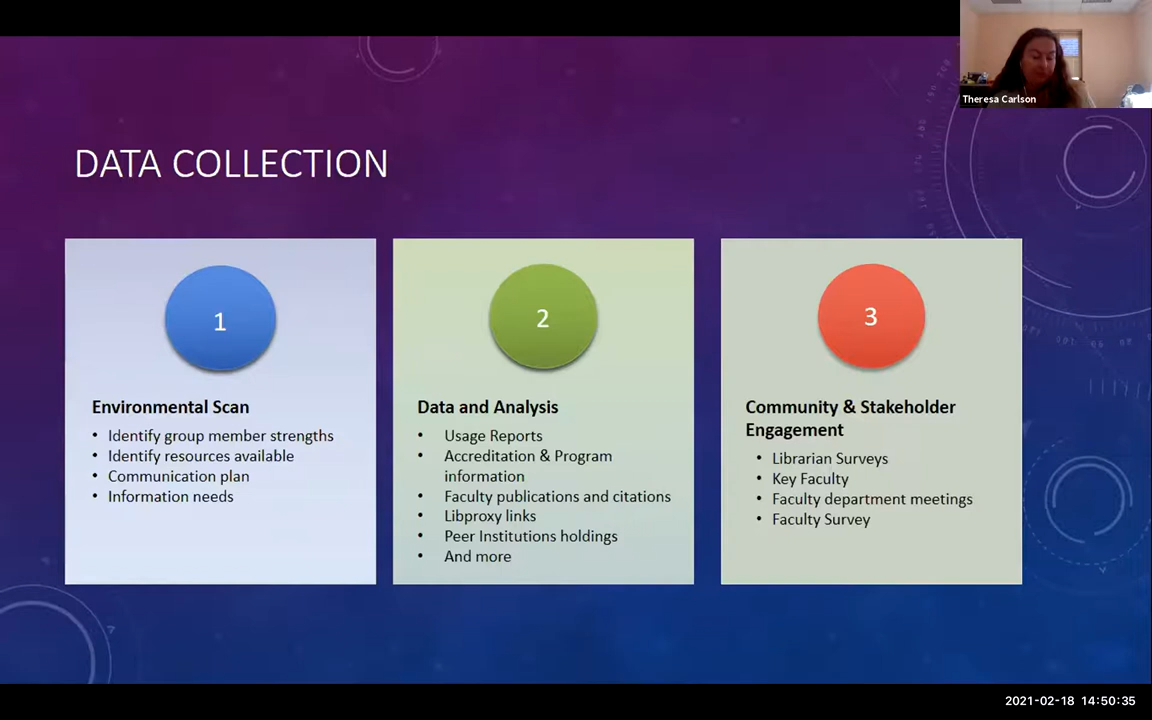 Theresa Carlson
DATA COLLECTION
1
Environmental Scan
• Identify group member strengths
• Identify resources available
• Communication plan
• Information needs
2
Data and Analysis
• Usage Reports
• Accreditation & Program
information
• Faculty publications and citations
• Libproxy links
• Peer Institutions holdings
• And more
3
Community & Stakeholder
Engagement
• Librarian Surveys
• Key Faculty
• Faculty department meetings
• Faculty Survey
2021-02-18 14:50:35